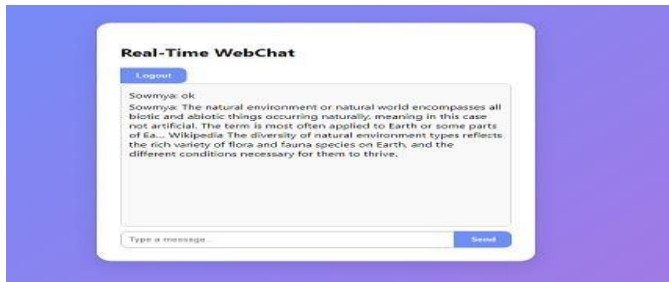 Real-Time WebChat
Logout
Sowmya: ok
Sowmya: The natural environment or natural world encompasses all
biotic and abiotic things occurring naturally, meaning in this case
not artificial. The term is most often applied to Earth or some parts
of Ea... Wikipedia The diversity of natural environment types reflects
the rich variety of flora and fauna species on Earth, and the
different conditions necessary for them to thrive.
Type a message...
Send